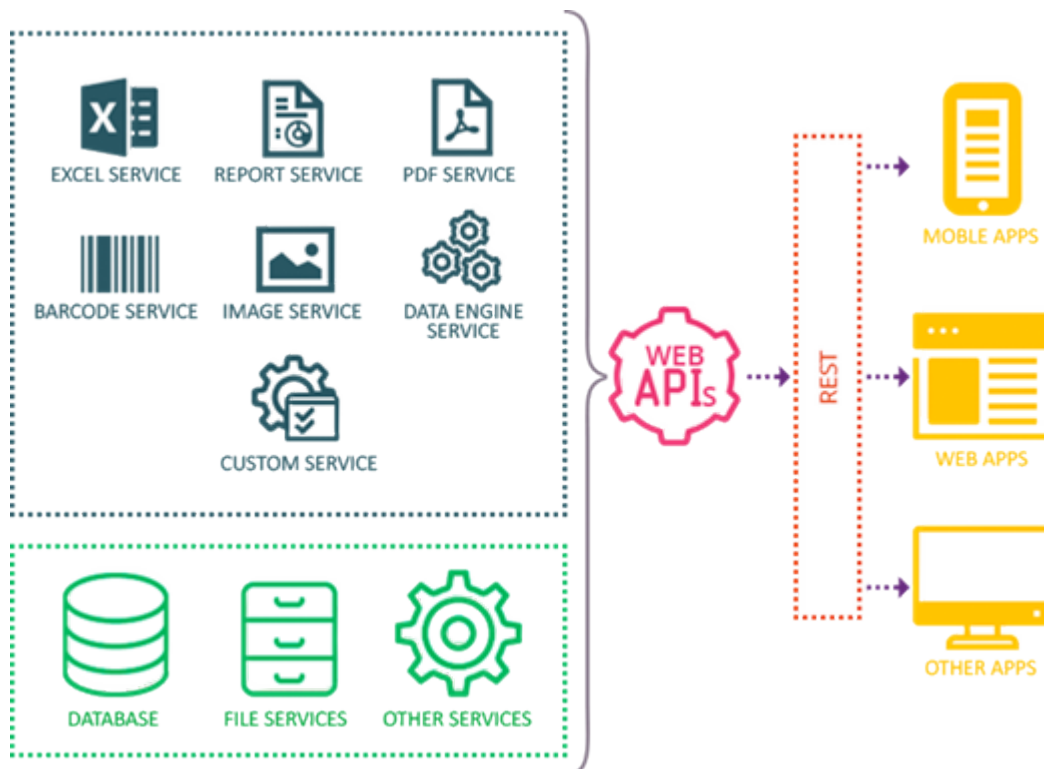 X
EXCEL SERVICE
REPORT SERVICE
PDF SERVICE
BARCODE SERVICE
IMAGE SERVICE
DATA ENGINE
SERVICE
CUSTOM SERVICE
DATABASE
FILE SERVICES
OTHER SERVICES
WEB
APIs
REST
MOBLE APPS
WEB APPS
OTHER APPS